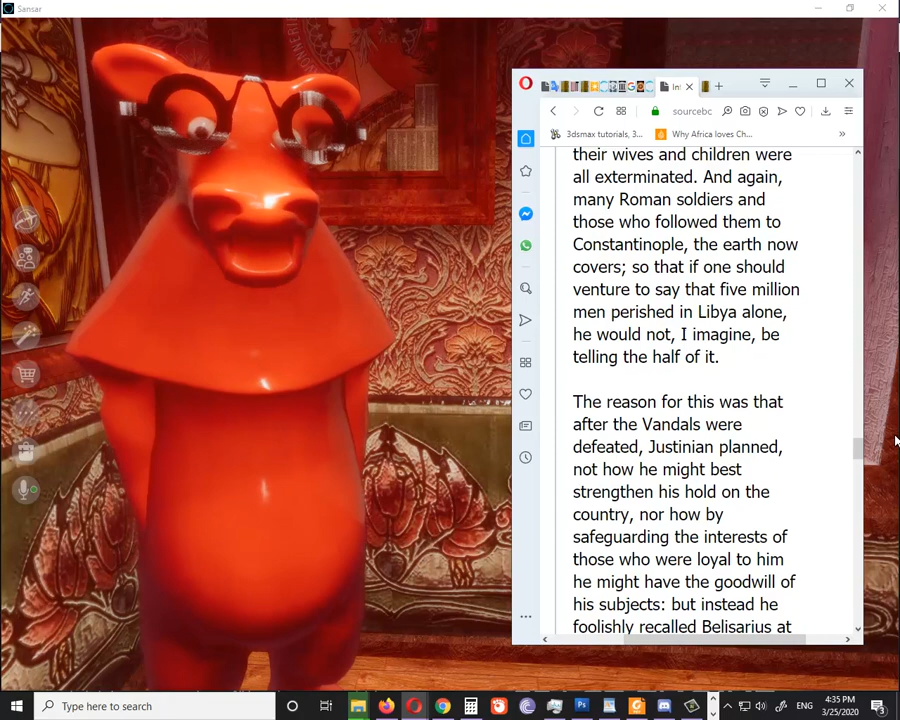 Sansar
In
sourcebc
3dsmax tutorials, 3...
Why Africa loves Ch...
their wives and children were
all exterminated. And again,
many Roman soldiers and
those who followed them to
Constantinople, the earth now
covers; so that if one should
venture to say that five million
men perished in Libya alone,
he would not, I imagine, be
telling the half of it.
The reason for this was that
after the Vandals were
defeated, Justinian planned,
not how he might best
strengthen his hold on the
country, nor how by
safeguarding the interests of
those who were loyal to him
he might have the goodwill of
his subjects: but instead he
foolishly recalled Belisarius at
Type here to search
ENG
4:35 PM
3/25/2020
3